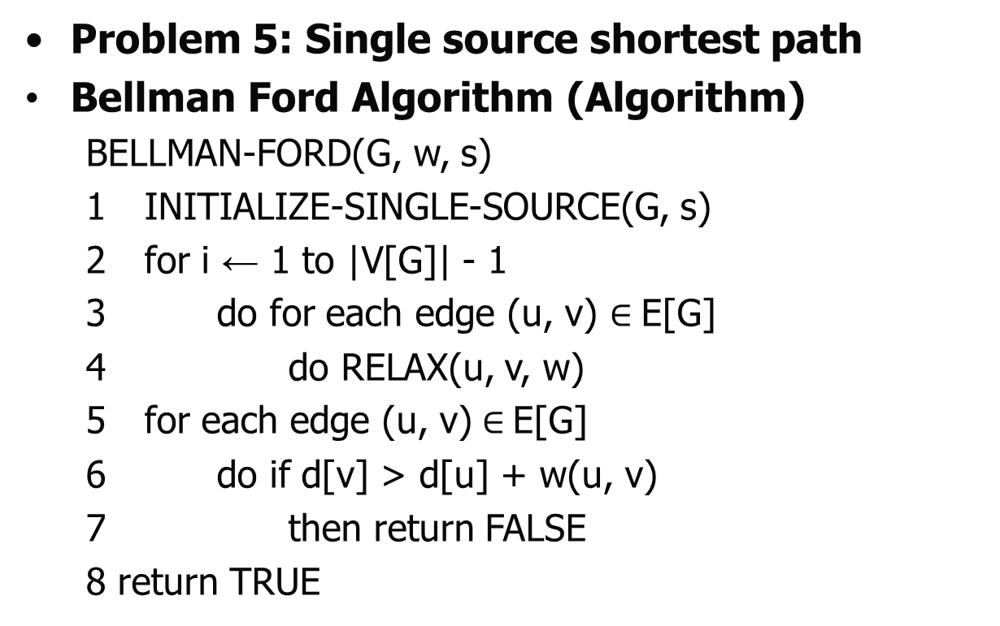 • Problem 5: Single source shortest path
• Bellman Ford Algorithm (Algorithm)
BELLMAN-FORD(G, w, s)
1 INITIALIZE-SINGLE-SOURCE(G, s)
2 for i ← 1 to |V[G]| - 1
3 do for each edge (u, v) ∈ E[G]
4 do RELAX(u, v, w)
5 for each edge (u, v) ∈ E[G]
6 do if d[v] > d[u] + w(u, v)
7 then return FALSE
8 return TRUE